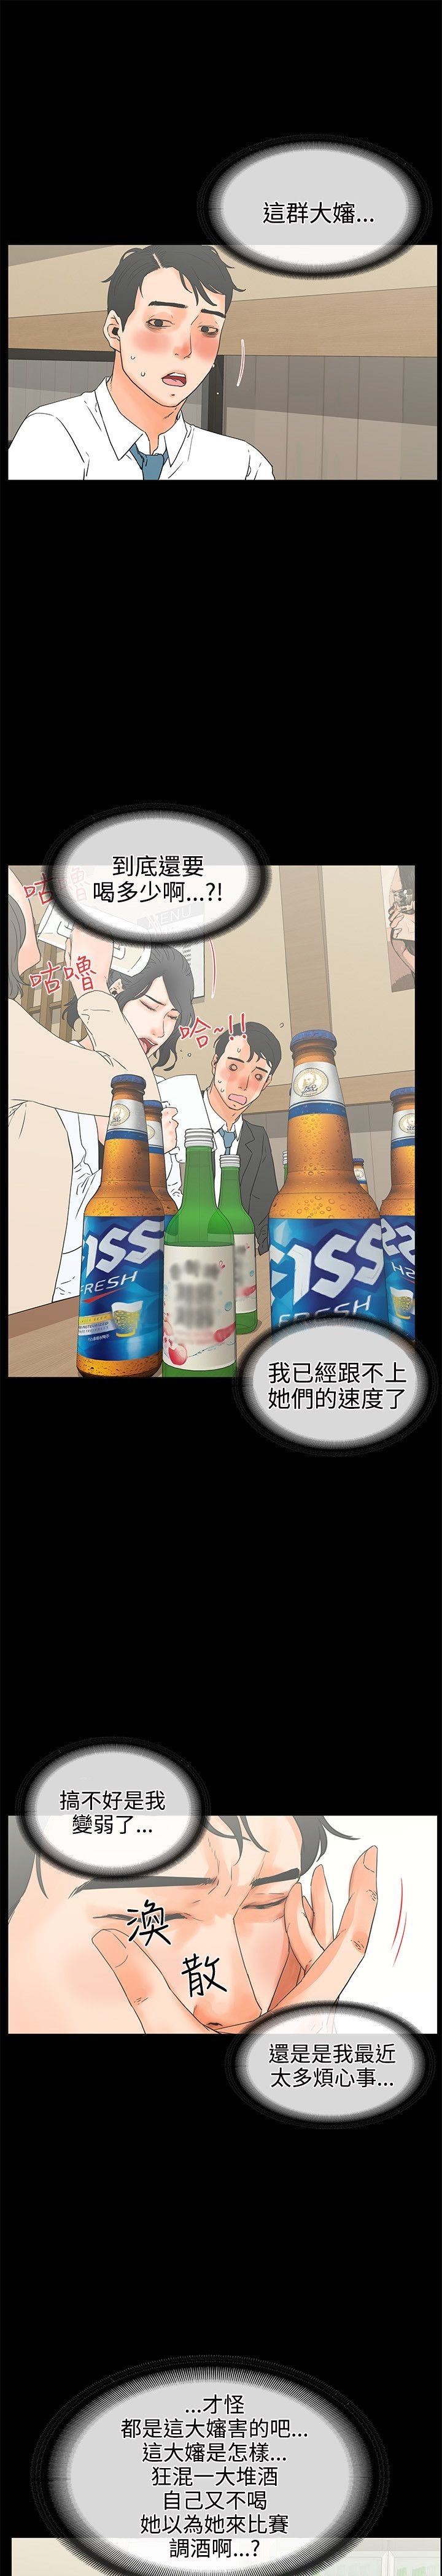 這群大嬸...
到底還要
喝多少啊...?!
咕嚕
MENU
咕嚕
哈~!!
FISS
FRESH
FISS
FRESH
我已經跟不上
她們的速度了
搞不好是我
變弱了...
渙
散
還是是我最近
太多煩心事...
...才怪
都是這大嬸害的吧...
這大嬸是怎樣...
狂混一大堆酒
自己又不喝
她以為她來比賽
調酒啊...?